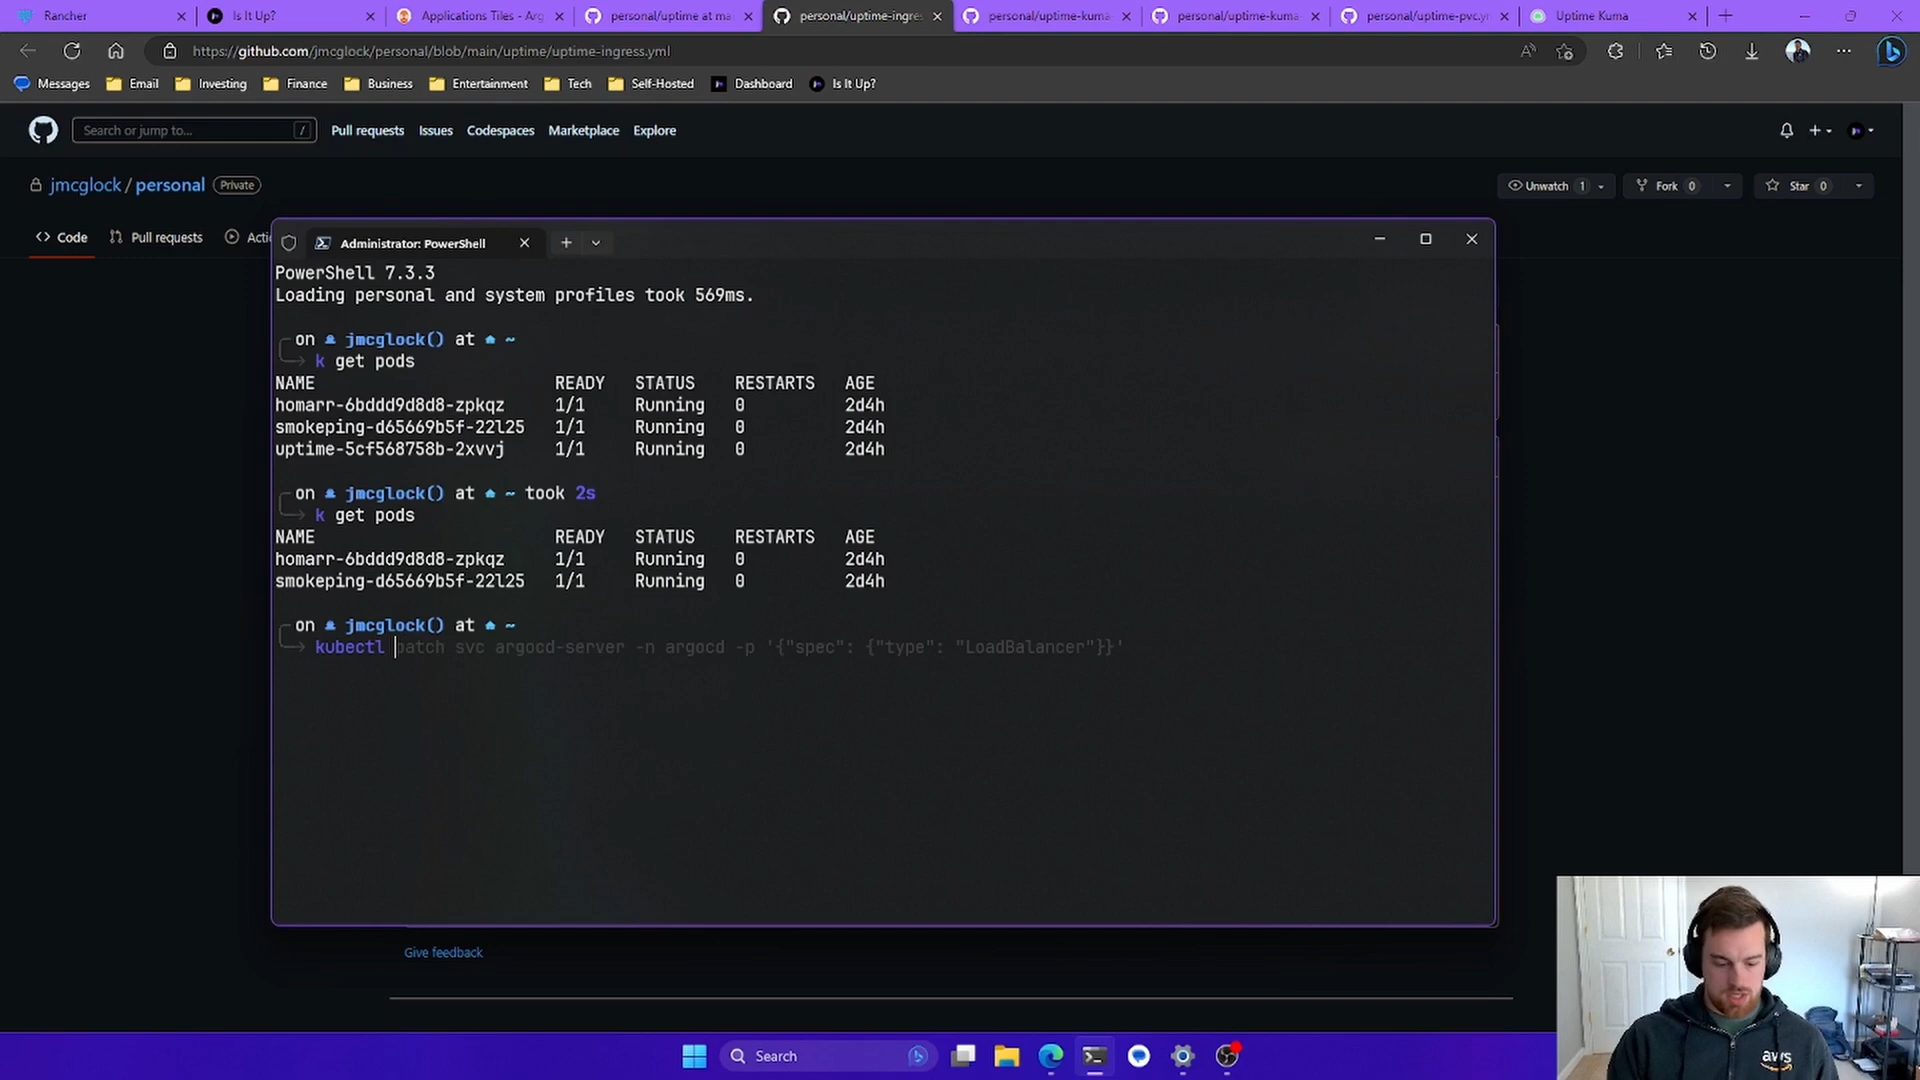 Rancher
Is It Up?
Applications Tiles - Arg
personal/uptime at ma
personal/uptime-ingres
personal/uptime-kuma
personal/uptime-kuma
personal/uptime-pvc.yr
Uptime Kuma
https://github.com/jmcglock/personal/blob/main/uptime/uptime-ingress.yml
Messages
Email
Investing
Finance
Business
Entertainment
Tech
Self-Hosted
Dashboard
Is It Up?
Search or jump to...
/
Pull requests
Issues
Codespaces
Marketplace
Explore
jmcglock / personal
Private
Unwatch 1
Fork 0
Star 0
Code
Pull requests
Acti
Administrator: PowerShell
PowerShell 7.3.3
Loading personal and system profiles took 569ms.
on jmcglock() at ~
k get pods
NAME READY STATUS RESTARTS AGE
homarr-6bddd9d8d8-zpkqz 1/1 Running 0 2d4h
smokeping-d65669b5f-22l25 1/1 Running 0 2d4h
uptime-5cf568758b-2xvvj 1/1 Running 0 2d4h
on jmcglock() at ~ took 2s
k get pods
NAME READY STATUS RESTARTS AGE
homarr-6bddd9d8d8-zpkqz 1/1 Running 0 2d4h
smokeping-d65669b5f-22l25 1/1 Running 0 2d4h
on jmcglock() at ~
kubectl patch svc argocd-server -n argocd -p '{"spec": {"type": "LoadBalancer"}}'
Give feedback
aws
Search